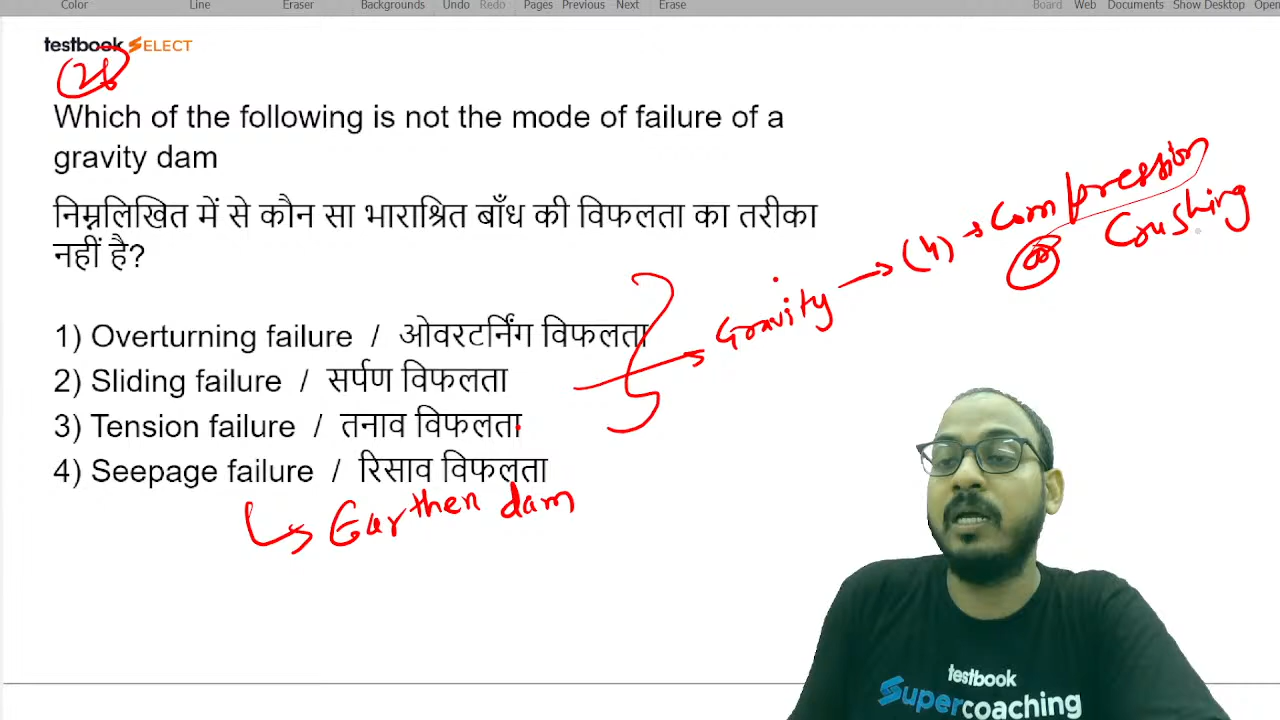 Color Line Eraser Backgrounds Undo Redo Pages Previous Next Erase Board Web Documents Show Desktop Open
testbook SELECT
Which of the following is not the mode of failure of a
gravity dam
निम्नलिखित में से कौन सा भाराश्रित बाँध की विफलता का तरीका
नहीं है?
Compression
Crushing
(4)
Gravity
1) Overturning failure / ओवरटर्निंग विफलता
2) Sliding failure / सर्पण विफलता
3) Tension failure / तनाव विफलता
4) Seepage failure / रिसाव विफलता
Earthen dam
testbook
Supercoaching